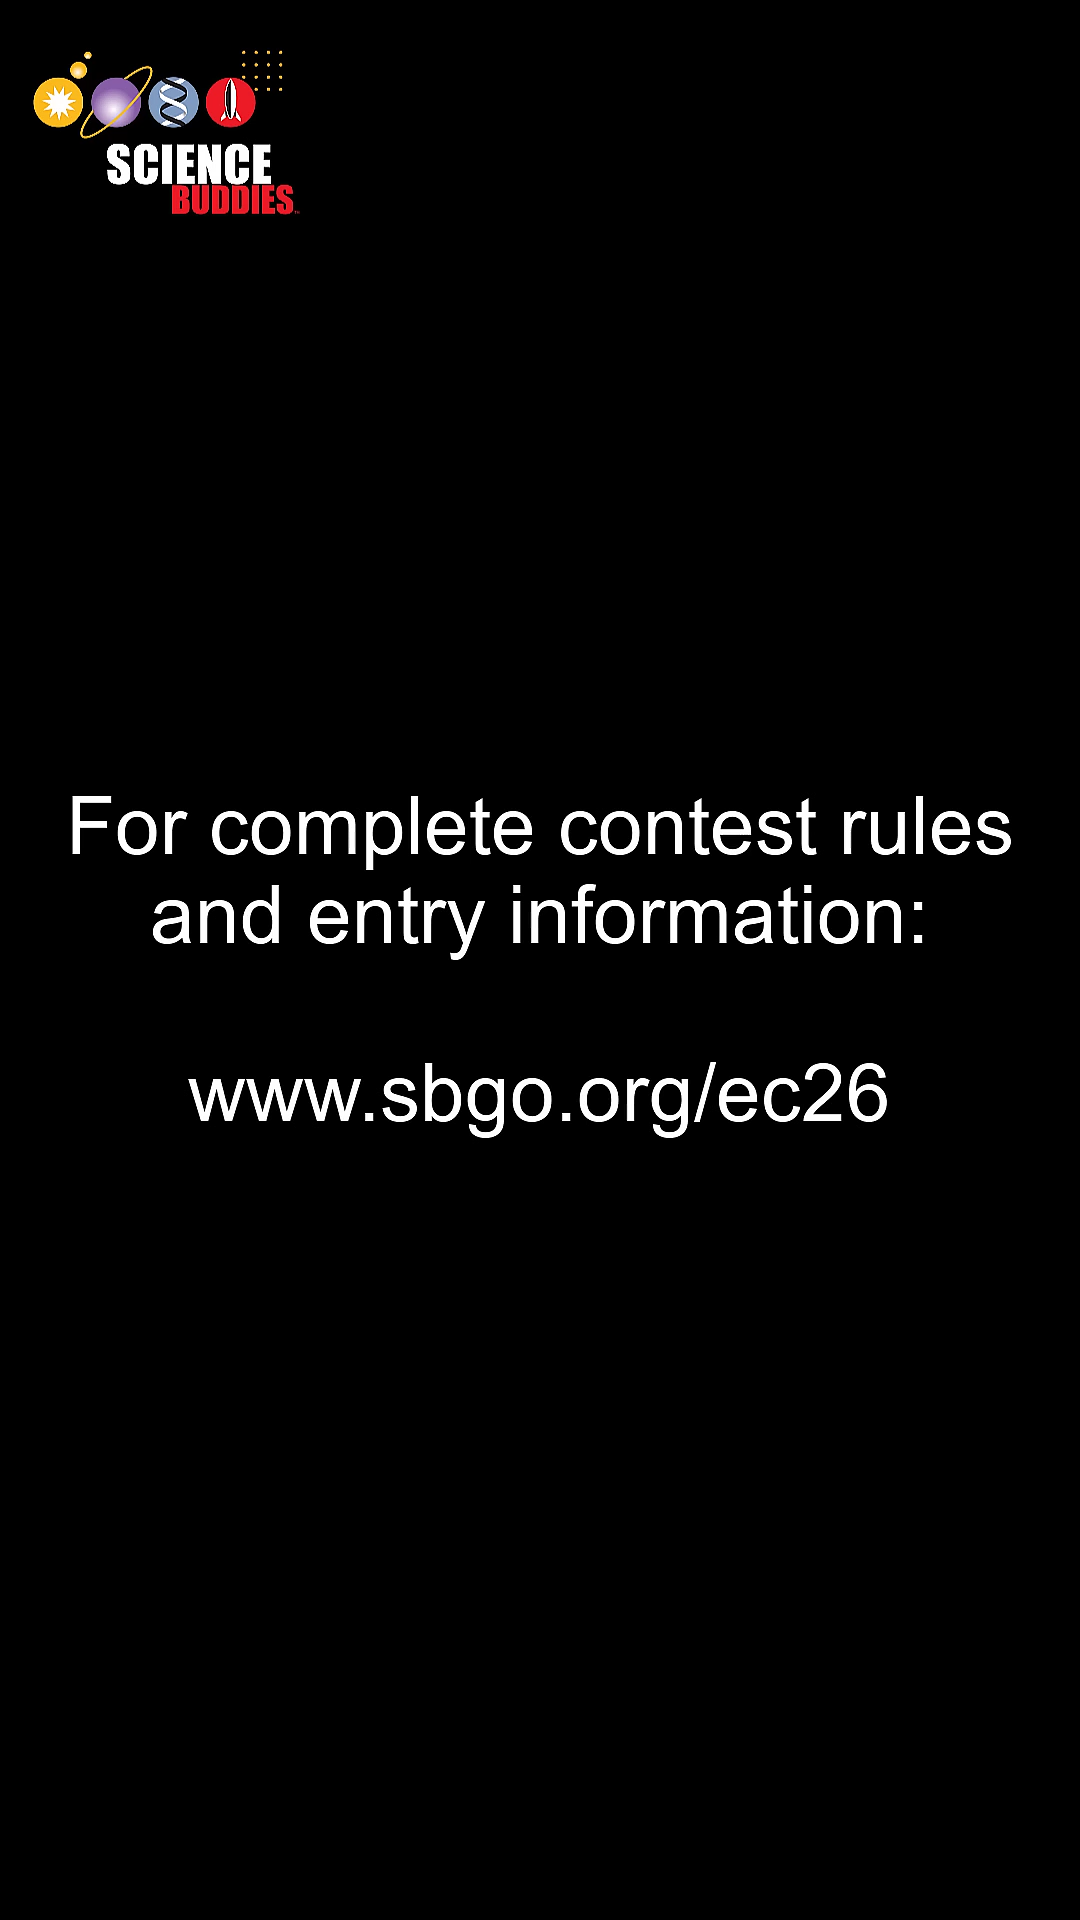 SCIENCE
BUDDIES
For complete contest rules
and entry information:
www.sbgo.org/ec26